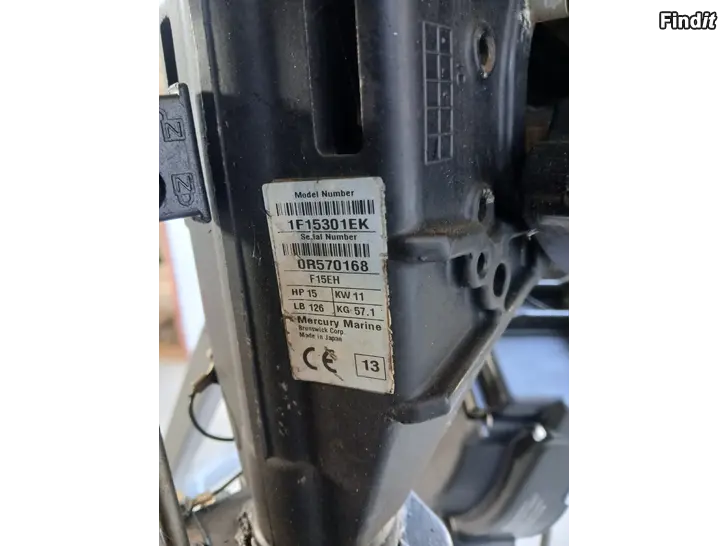 Findit
Model Number
1F15301EK
Serial Number
0R570168
F15EH
HP 15 KW 11
LB 126 KG 57.1
Mercury Marine
Brunswick Corp.
Made in Japan
CE 13